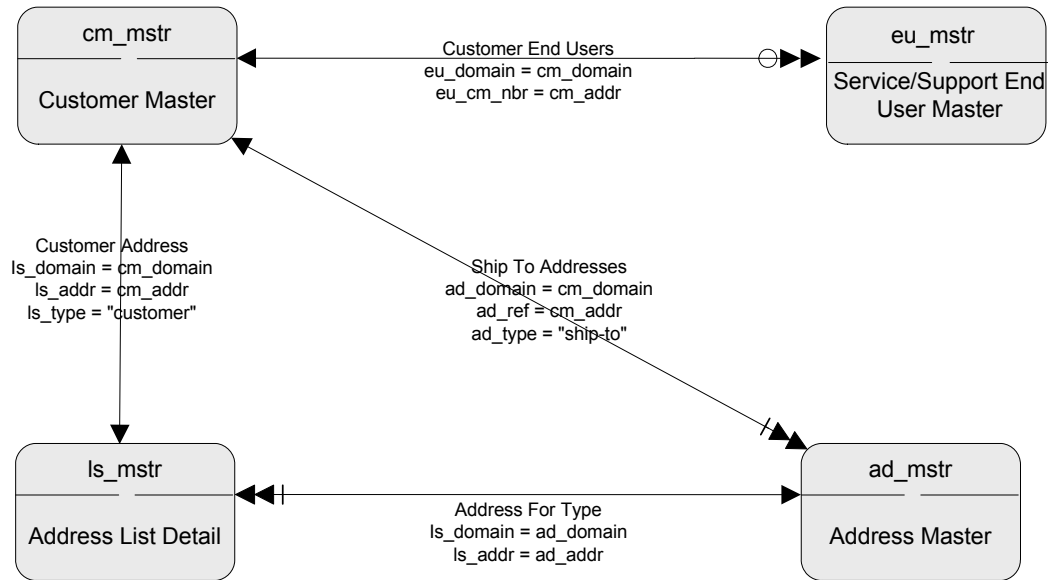 cm_mstr
Customer Master
Customer End Users
eu_domain = cm_domain
eu_cm_nbr = cm_addr
eu_mstr
Service/Support End
User Master
Customer Address
ls_domain = cm_domain
ls_addr = cm_addr
ls_type = "customer"
Ship To Addresses
ad_domain = cm_domain
ad_ref = cm_addr
ad_type = "ship-to"
ls_mstr
Address List Detail
Address For Type
ls_domain = ad_domain
ls_addr = ad_addr
ad_mstr
Address Master